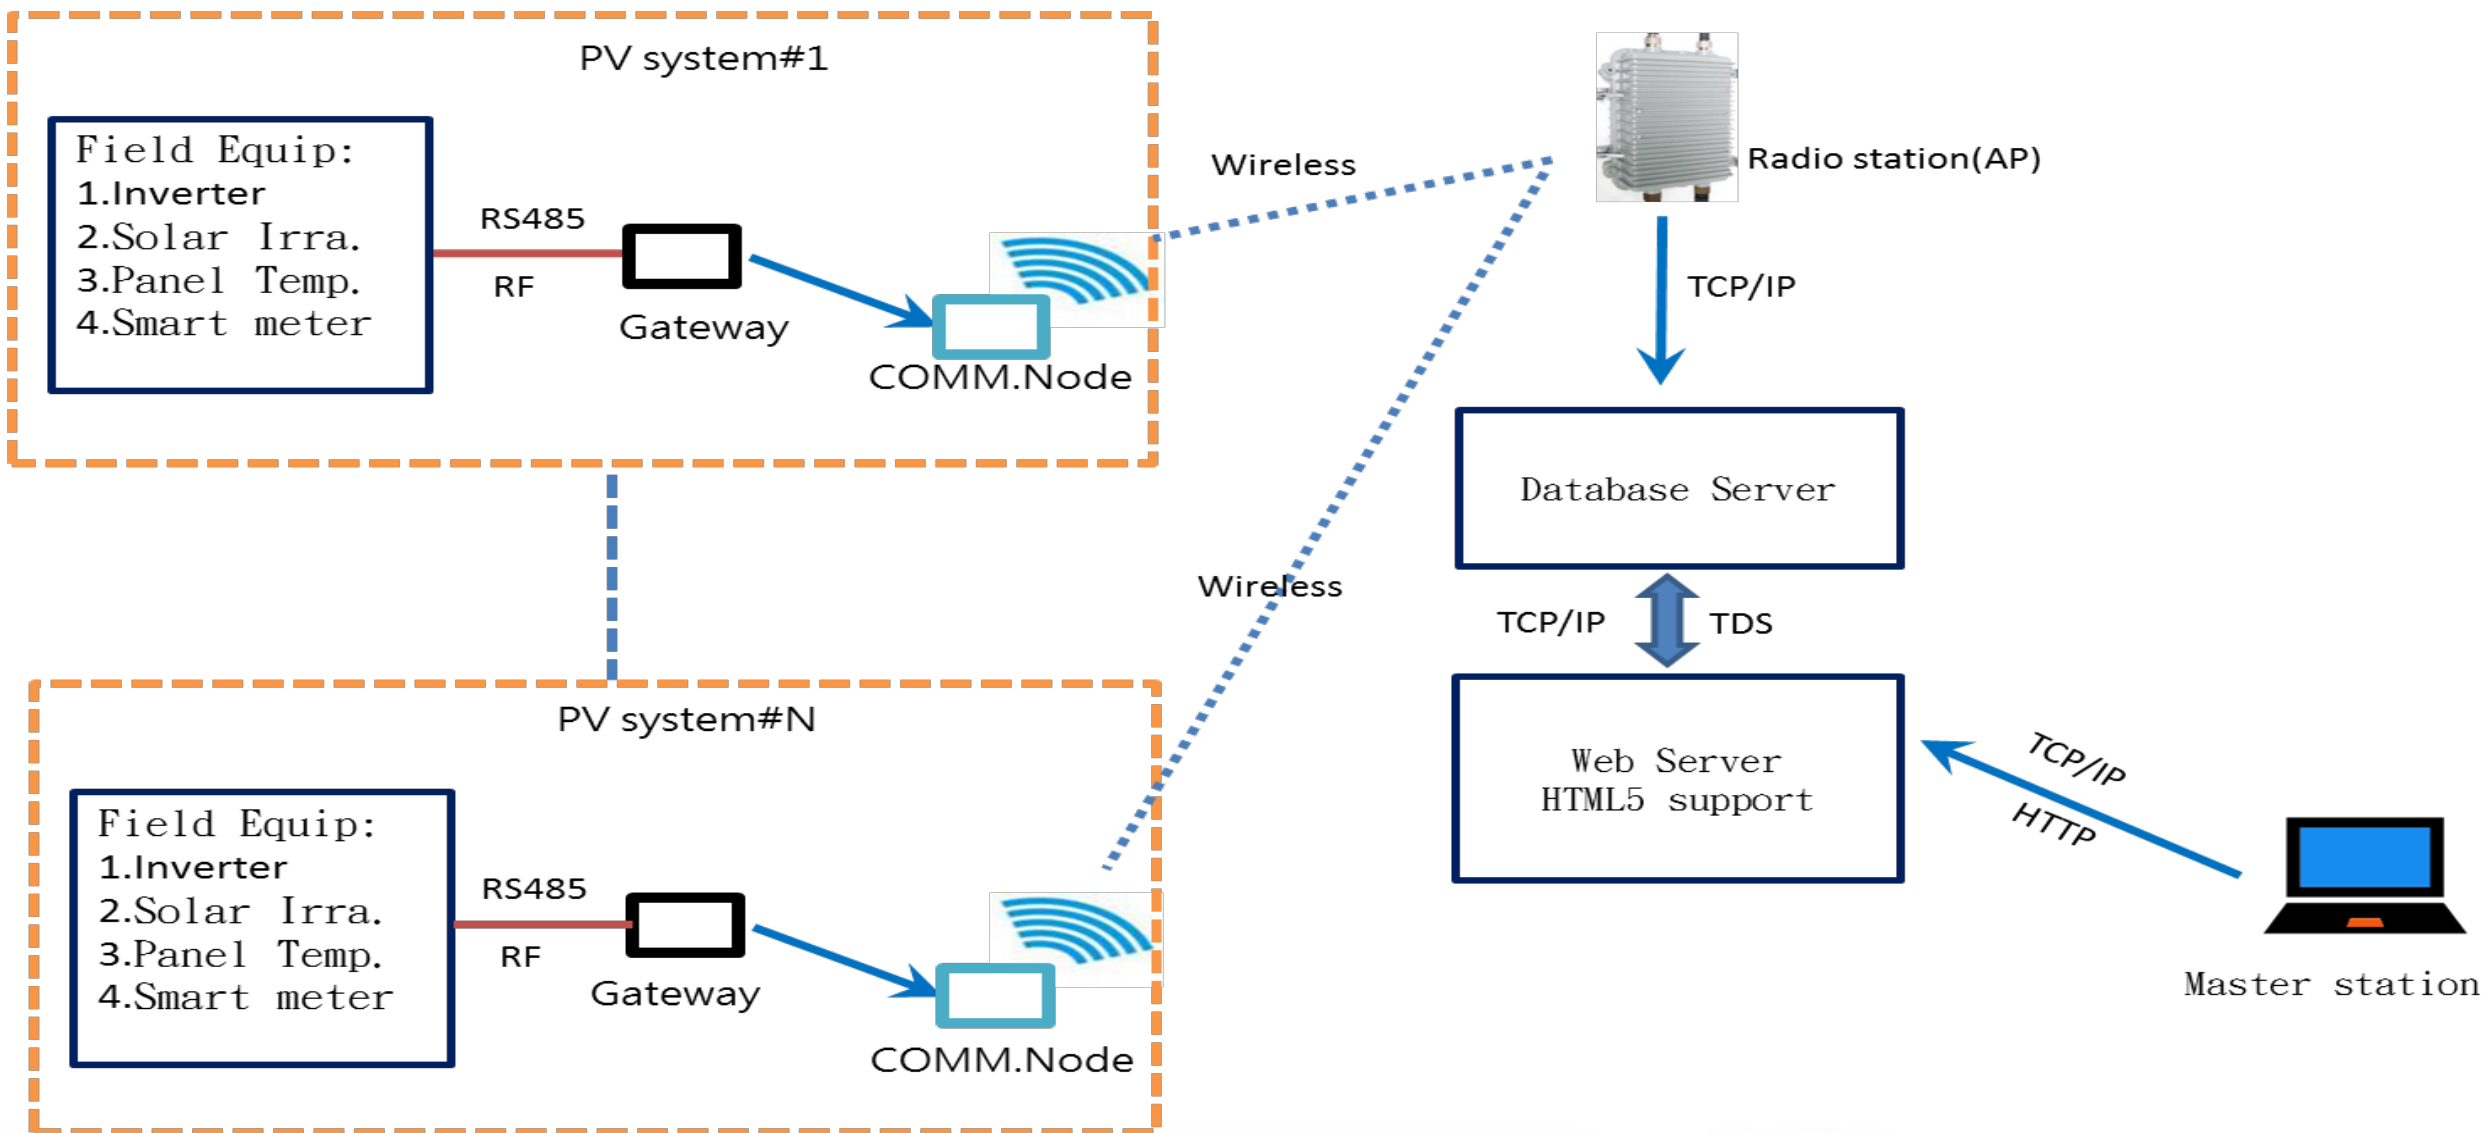 PV system#1
Field Equip:
1.Inverter
2.Solar Irra.
3.Panel Temp.
4.Smart meter
RS485
RF
Gateway
COMM.Node
Wireless
Radio station(AP)
TCP/IP
Database Server
TCP/IP
TDS
Web Server
HTML5 support
TCP/IP
HTTP
Master station
Wireless
PV system#N
Field Equip:
1.Inverter
2.Solar Irra.
3.Panel Temp.
4.Smart meter
RS485
RF
Gateway
COMM.Node